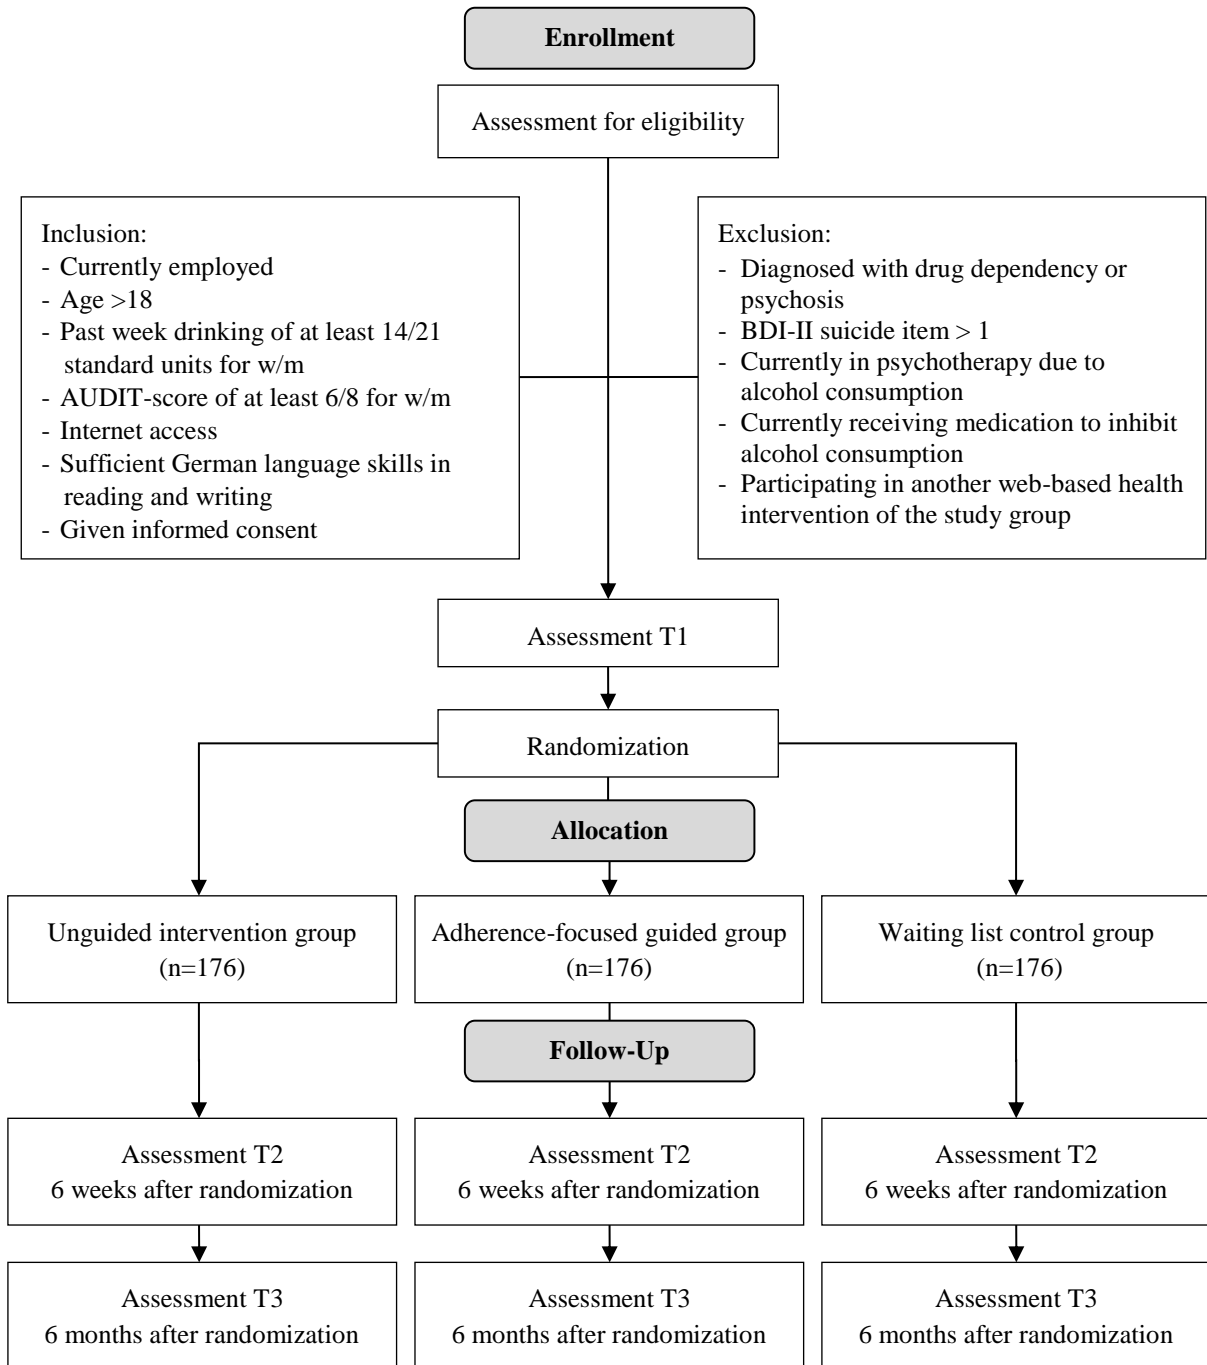 Enrollment
Assessment for eligibility
Inclusion:
- Currently employed
- Age >18
- Past week drinking of at least 14/21
standard units for w/m
- AUDIT-score of at least 6/8 for w/m
- Internet access
- Sufficient German language skills in
reading and writing
- Given informed consent
Exclusion:
- Diagnosed with drug dependency or
psychosis
- BDI-II suicide item > 1
- Currently in psychotherapy due to
alcohol consumption
- Currently receiving medication to inhibit
alcohol consumption
- Participating in another web-based health
intervention of the study group
Assessment T1
Randomization
Allocation
Unguided intervention group
(n=176)
Adherence-focused guided group
(n=176)
Waiting list control group
(n=176)
Follow-Up
Assessment T2
6 weeks after randomization
Assessment T2
6 weeks after randomization
Assessment T2
6 weeks after randomization
Assessment T3
6 months after randomization
Assessment T3
6 months after randomization
Assessment T3
6 months after randomization